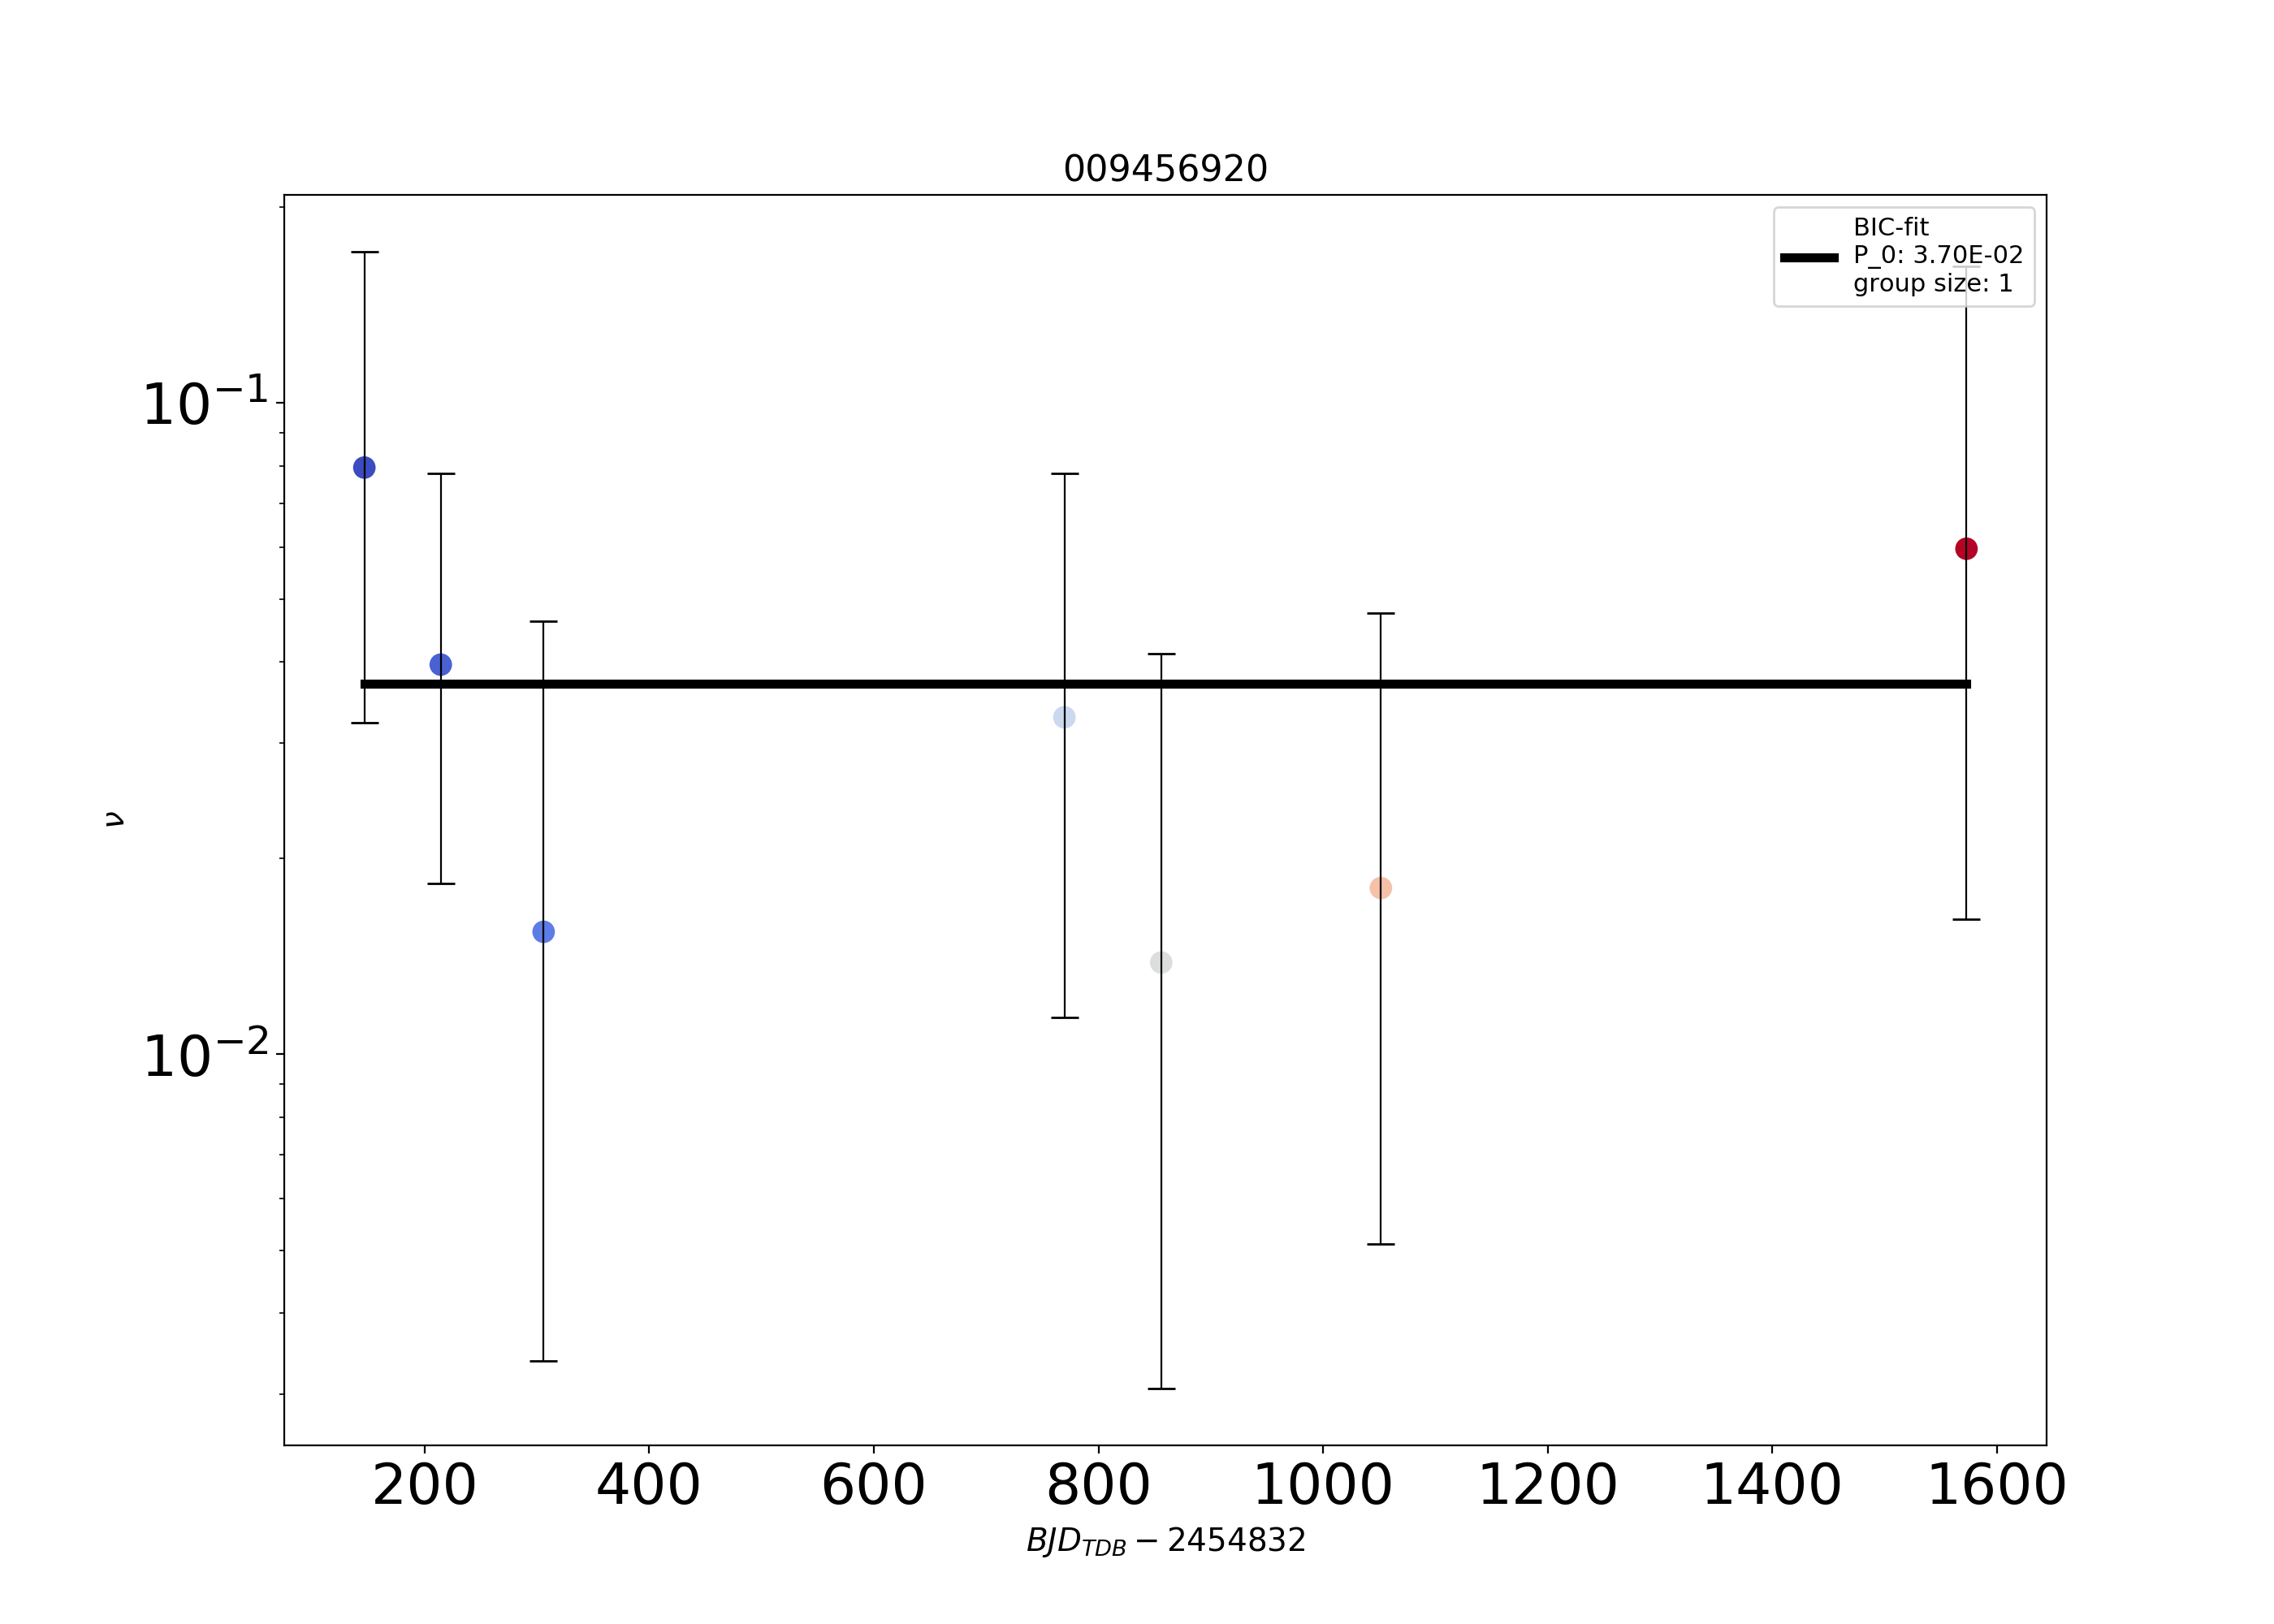 009456920
BIC-fit
P_0: 3.70E-02
group size: 1
10⁻¹
10⁻²
ν
200 400 600 800 1000 1200 1400 1600
BJD_TDB − 2454832